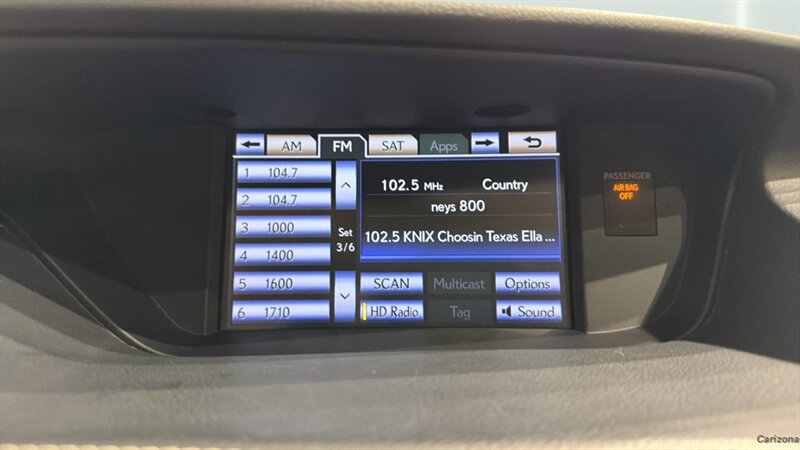 AM FM SAT Apps
1 104.7
2 104.7
3 1000
4 1400
5 1600
6 1710
Set
3/6
102.5 MHz Country
neys 800
102.5 KNIX Choosin Texas Ella ...
SCAN Multicast Options
HD Radio Tag Sound
PASSENGER
AIR BAG
OFF
Carizona